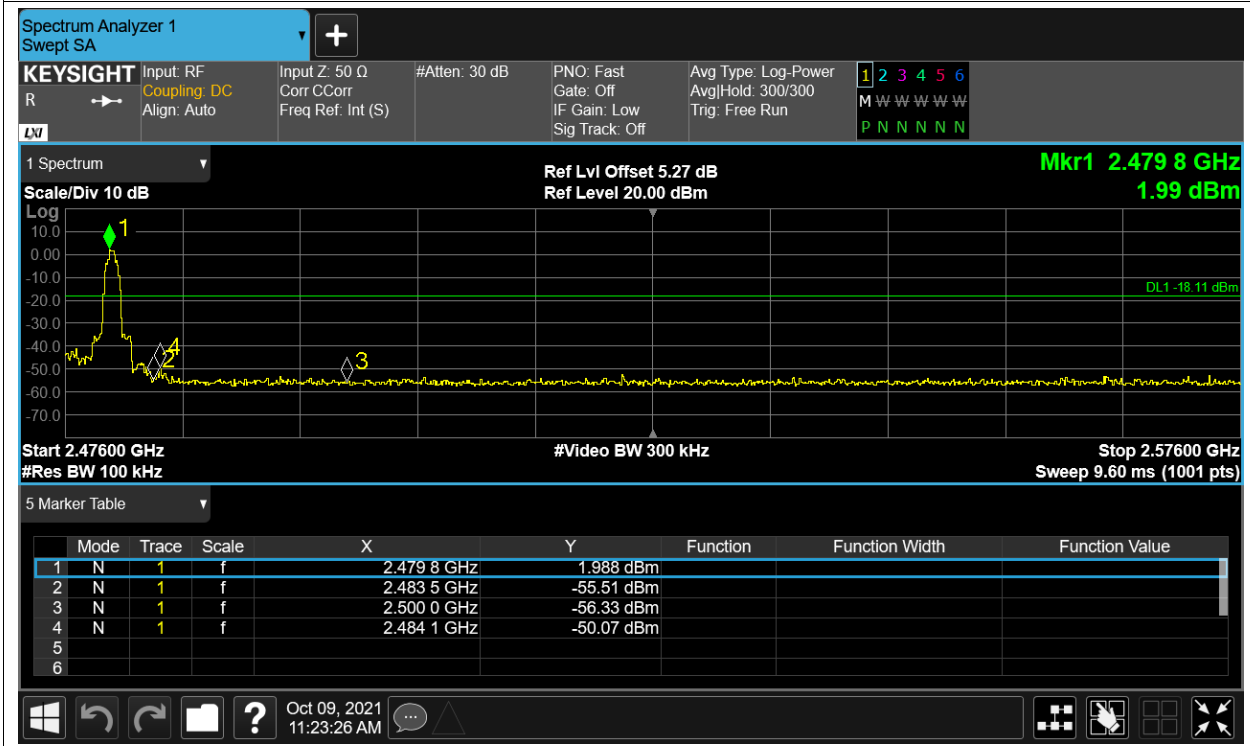 Spectrum Analyzer 1
Swept SA
+
KEYSIGHT
R
LXI
Input: RF
Coupling: DC
Align: Auto
Input Z: 50 Ω
Corr CCorr
Freq Ref: Int (S)
#Atten: 30 dB
PNO: Fast
Gate: Off
IF Gain: Low
Sig Track: Off
Avg Type: Log-Power
Avg|Hold: 300/300
Trig: Free Run
1 2 3 4 5 6
M W W W W W
P N N N N N
1 Spectrum
Scale/Div 10 dB
Ref Lvl Offset 5.27 dB
Ref Level 20.00 dBm
Mkr1 2.479 8 GHz
1.99 dBm
Log
10.0
0.00
-10.0
-20.0
-30.0
-40.0
-50.0
-60.0
-70.0
1
4
2
3
DL1 -18.11 dBm
Start 2.47600 GHz
#Video BW 300 kHz
Stop 2.57600 GHz
#Res BW 100 kHz
Sweep 9.60 ms (1001 pts)
5 Marker Table
Mode Trace Scale X Y Function Function Width Function Value
1 N 1 f 2.479 8 GHz 1.988 dBm
2 N 1 f 2.483 5 GHz -55.51 dBm
3 N 1 f 2.500 0 GHz -56.33 dBm
4 N 1 f 2.484 1 GHz -50.07 dBm
5
6
?
Oct 09, 2021
11:23:26 AM